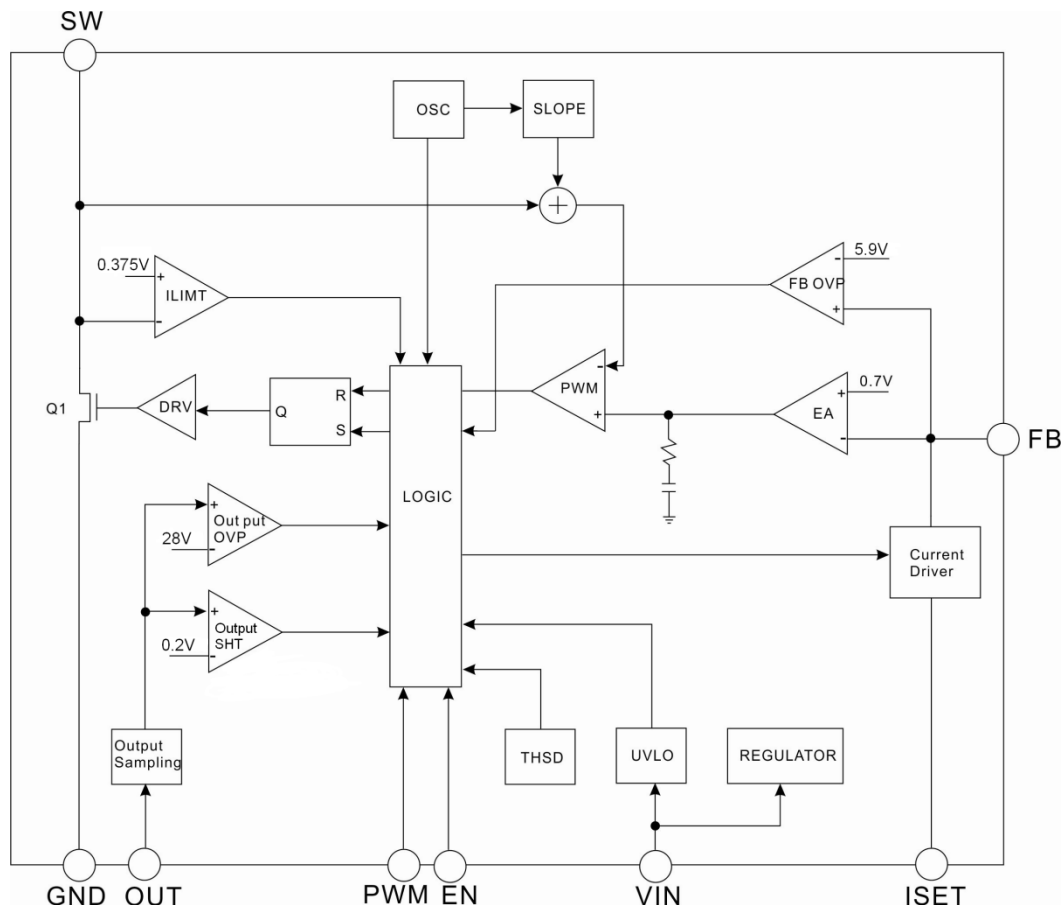 SW
OSC
SLOPE
+
0.375V
+
ILIMT
-
5.9V
-
FB OVP
+
Q1
DRV
Q
R
S
PWM
-
+
0.7V
+
EA
-
FB
LOGIC
+
Out put
OVP
28V
-
Current
Driver
+
Output
SHT
0.2V
-
Output
Sampling
THSD
UVLO
REGULATOR
GND
OUT
PWM
EN
VIN
ISET